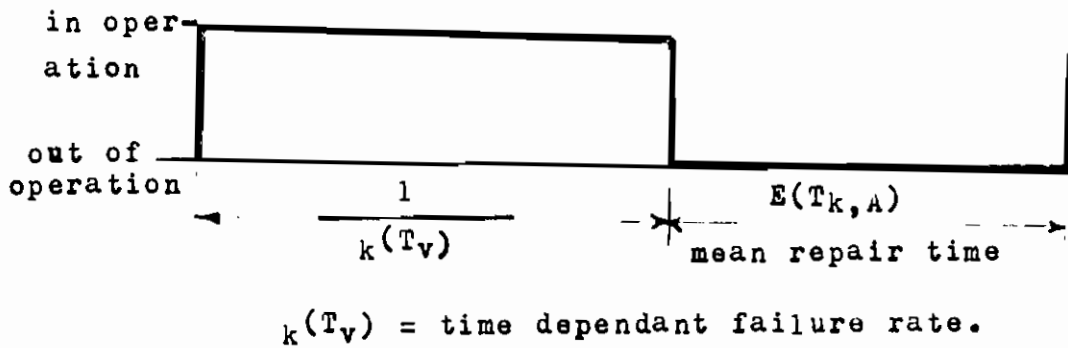 in oper-
ation
out of
operation
1
k(Tv)
E(Tk,A)
mean repair time
k(Tv) = time dependant failure rate.